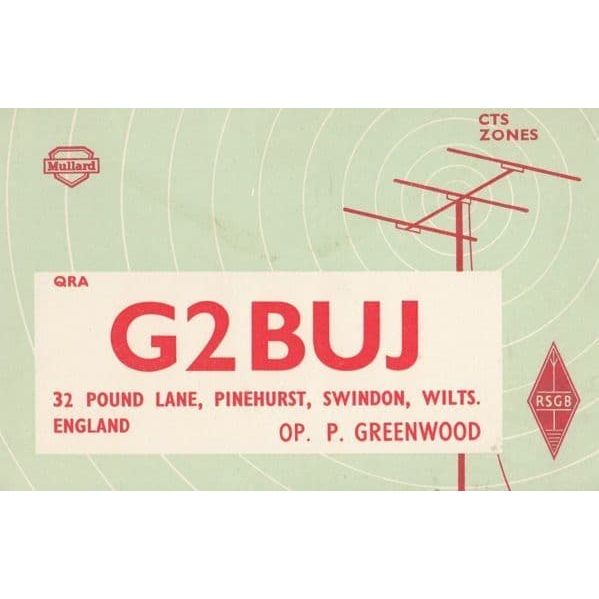 CTS
ZONES
Mullard
QRA
G2BUJ
32 POUND LANE, PINEHURST, SWINDON, WILTS.
ENGLAND
OP. P. GREENWOOD
RSGB